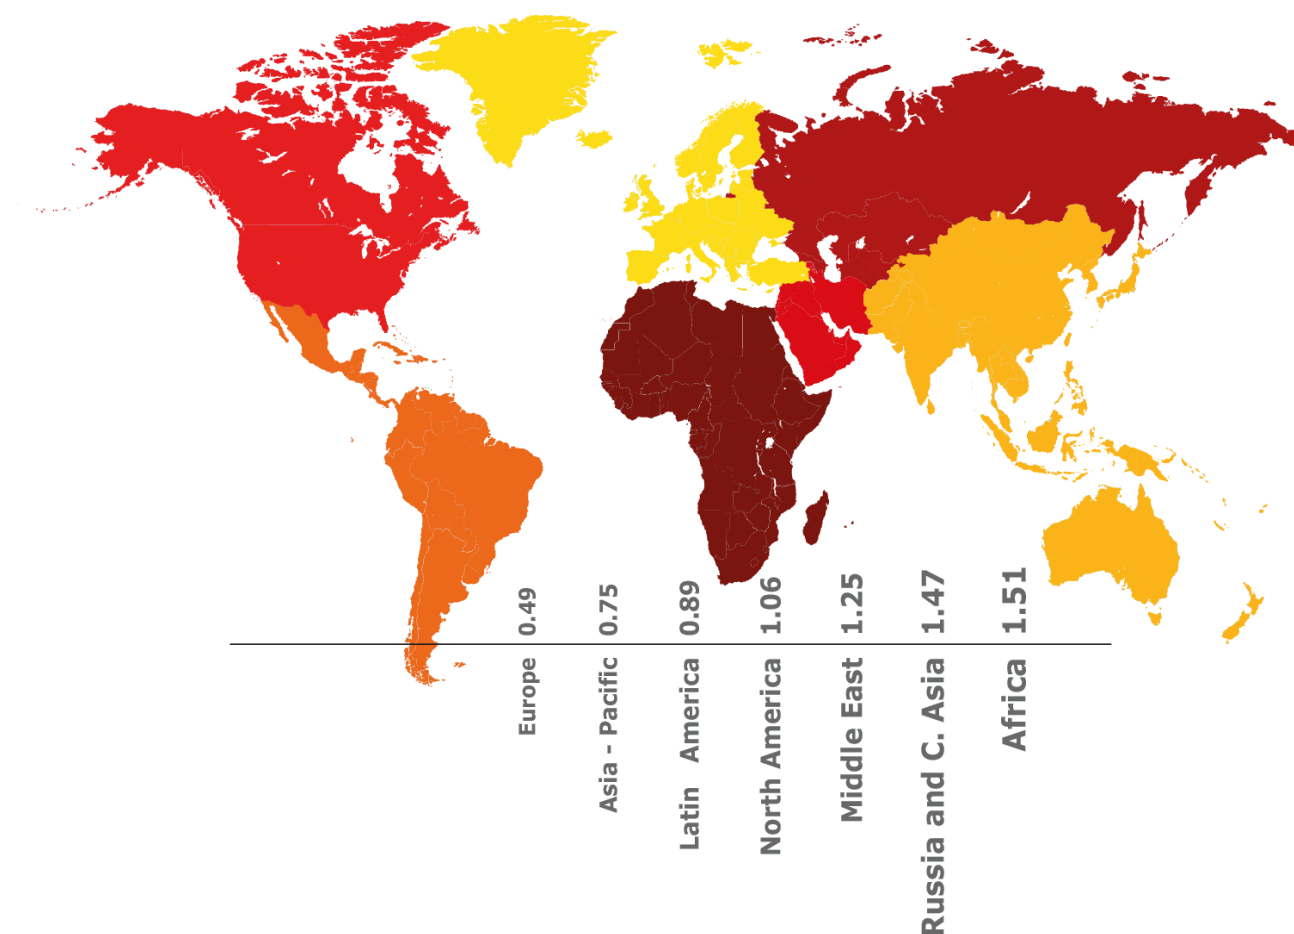 Europe 0.49
Asia - Pacific 0.75
Latin America 0.89
North America 1.06
Middle East 1.25
Russia and C. Asia 1.47
Africa 1.51